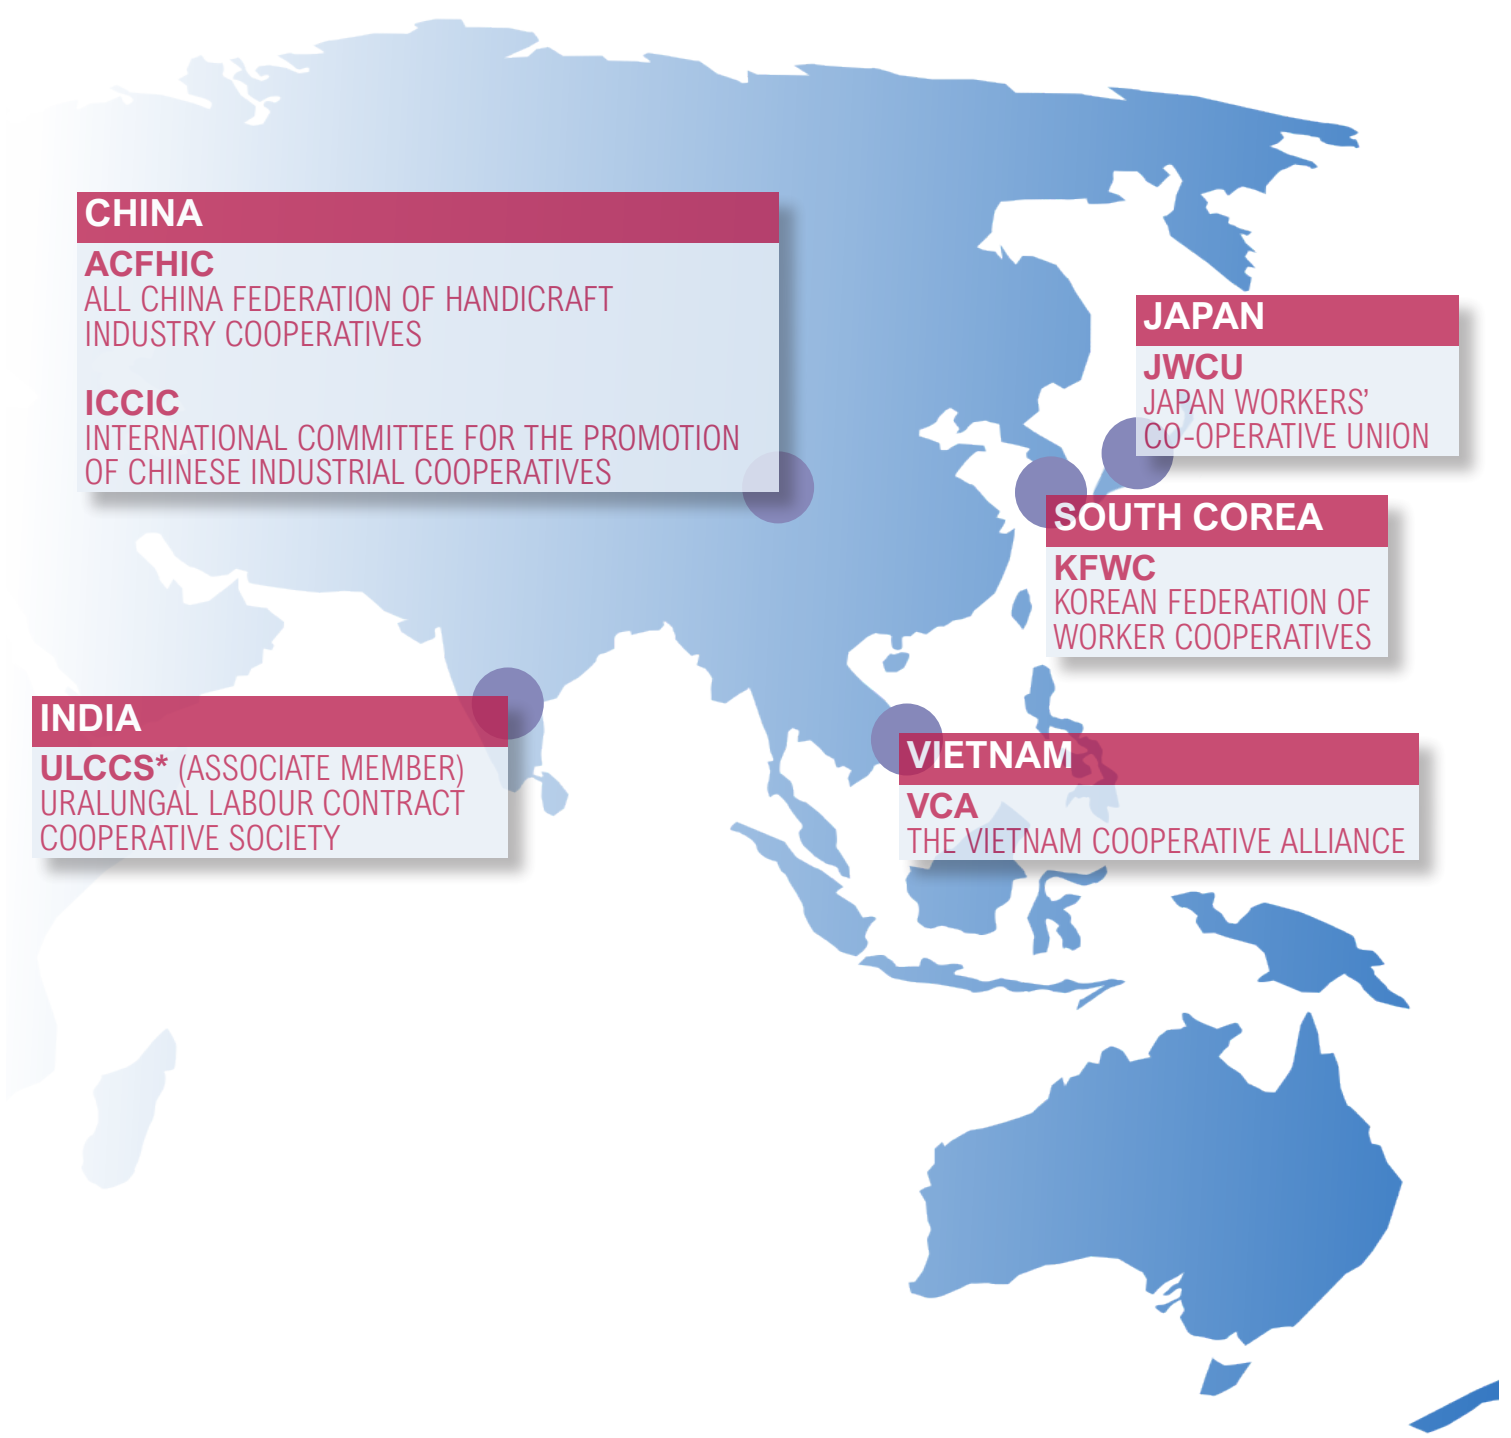 CHINA
ACFHIC
ALL CHINA FEDERATION OF HANDICRAFT
INDUSTRY COOPERATIVES
ICCIC
INTERNATIONAL COMMITTEE FOR THE PROMOTION
OF CHINESE INDUSTRIAL COOPERATIVES
JAPAN
JWCU
JAPAN WORKERS’
CO-OPERATIVE UNION
SOUTH COREA
KFWC
KOREAN FEDERATION OF
WORKER COOPERATIVES
INDIA
ULCCS* (ASSOCIATE MEMBER)
URALUNGAL LABOUR CONTRACT
COOPERATIVE SOCIETY
VIETNAM
VCA
THE VIETNAM COOPERATIVE ALLIANCE